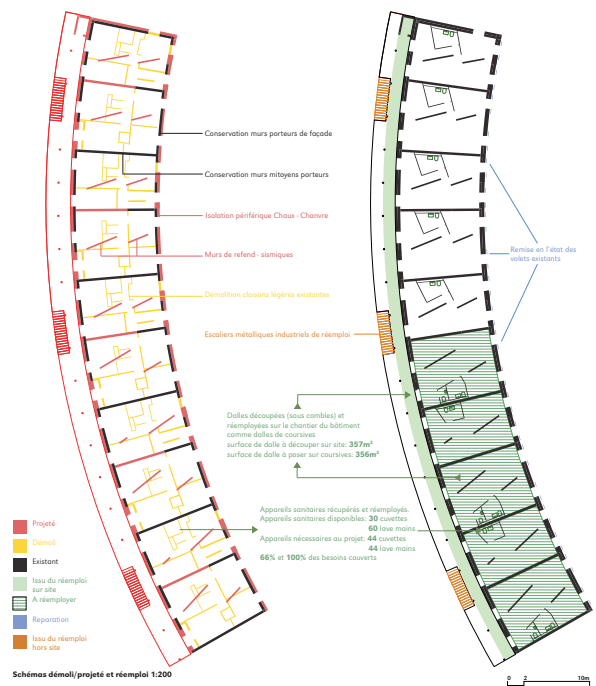 Conservation murs porteurs de façade
Conservation murs mitoyens porteurs
Isolation périférique Chaux - Chanvre
Murs de refend - sismiques
Démolition cloisons légères existantes
Escaliers métalliques industriels de réemploi
Remise en l'état des
volets existants
Dalles découpées (sous combles) et
réemployées sur le chantier du bâtiment
comme dalles de coursives
surface de dalle à découper sur site: 357m²
surface de dalle à poser sur coursives: 356m²
Appareils sanitaires récupérés et réemployés.
Appareils sanitaires disponibles: 30 cuvettes
60 lave mains
Appareils nécessaires au projet: 44 cuvettes
44 lave mains
66% et 100% des besoins couverts
Projeté
Démoli
Existant
Issu du réemploi
sur site
A réemployer
Reparation
Issu du réemploi
hors site
Schémas démoli/projeté et réemploi 1:200
0 2 10m